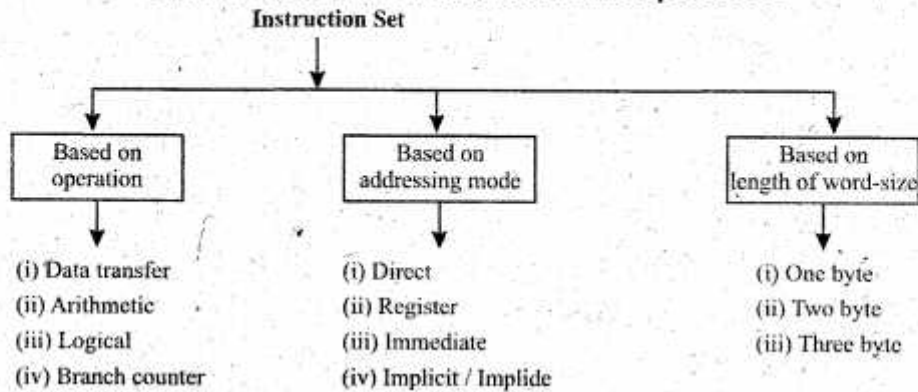 Instruction Set
Based on
operation
Based on
addressing mode
Based on
length of word-size
(i) Data transfer
(ii) Arithmetic
(iii) Logical
(iv) Branch counter
(i) Direct
(ii) Register
(iii) Immediate
(iv) Implicit / Implide
(i) One byte
(ii) Two byte
(iii) Three byte